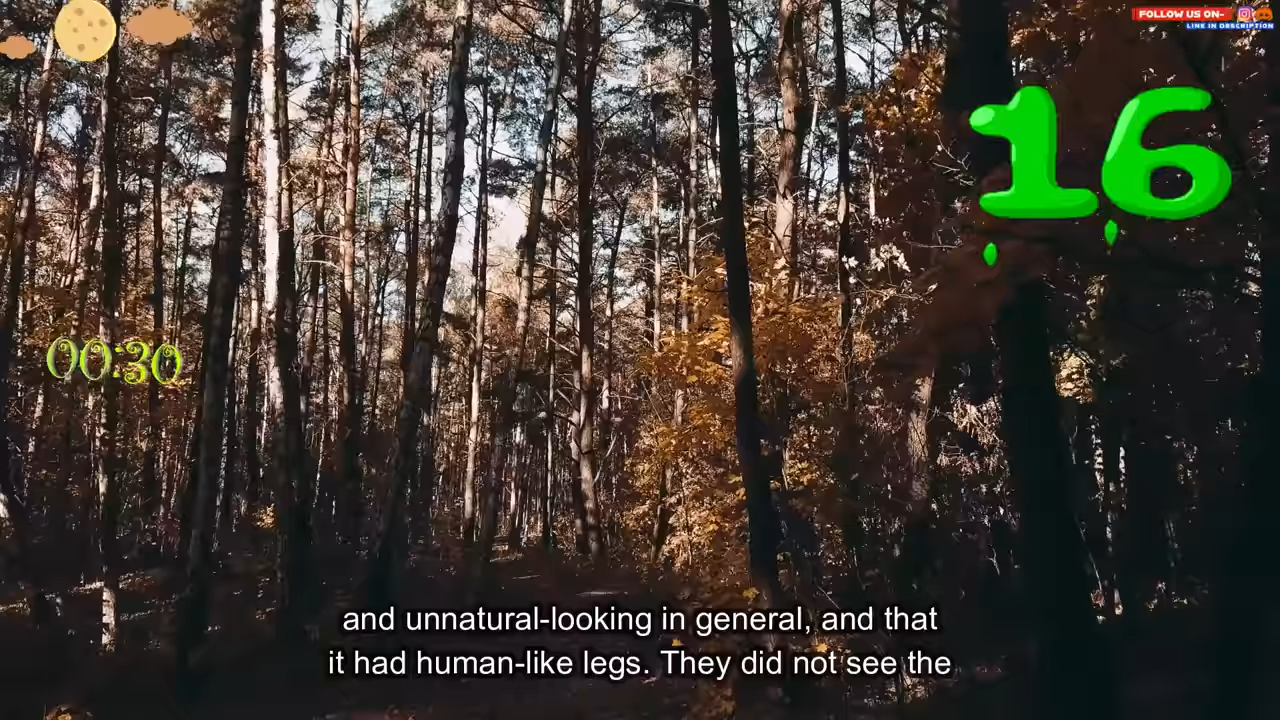 FOLLOW US ON-
LINK IN DBSCRIPTION
16
00:30
and unnatural-looking in general, and that
it had human-like legs. They did not see the